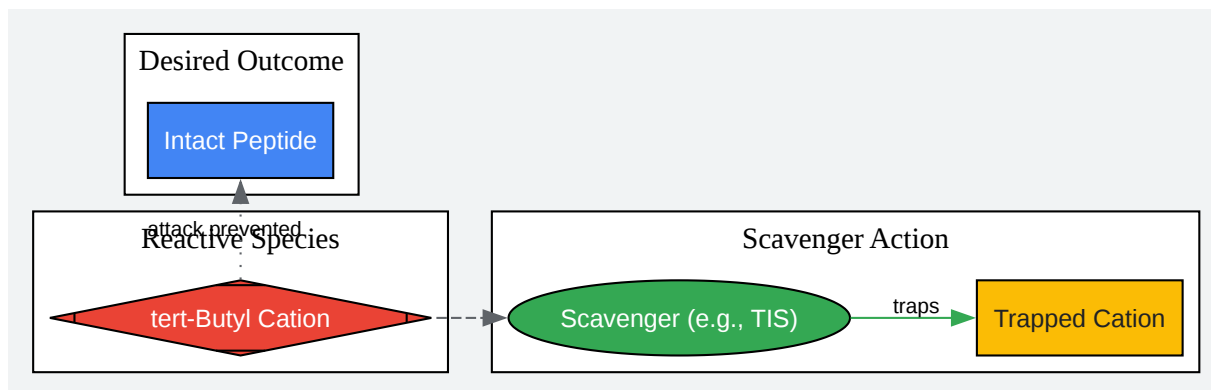 Desired Outcome
Intact Peptide
attack prevented
Reactive Species
tert-Butyl Cation
Scavenger Action
Scavenger (e.g., TIS)
traps
Trapped Cation